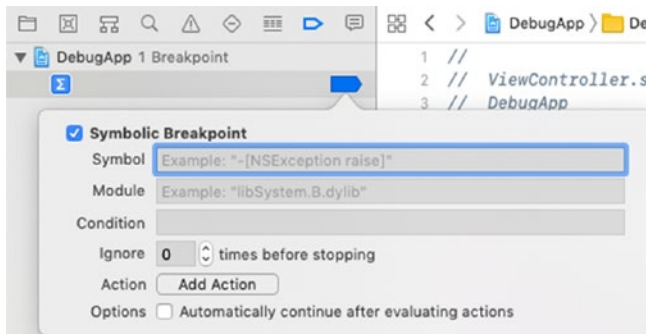 DebugApp 〉 De
DebugApp 1 Breakpoint
Σ
1 //
2 // ViewController.s
3 // DebugApp
Symbolic Breakpoint
Symbol Example: "-[NSException raise]"
Module Example: "libSystem.B.dylib"
Condition
Ignore 0 times before stopping
Action Add Action
Options Automatically continue after evaluating actions